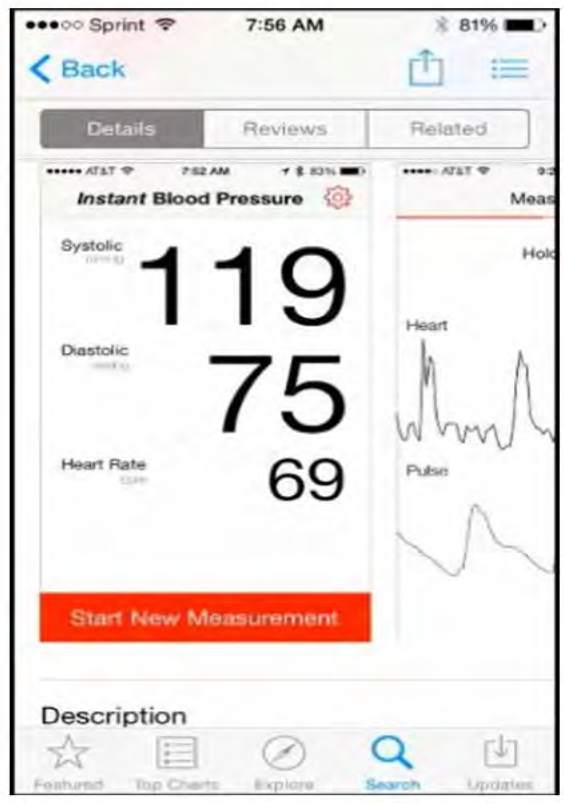 Sprint 7:56 AM 81%
Back
Details Reviews Related
AT&T 7:52 AM 83%
AT&T
Instant Blood Pressure
Meas
Systolic
119
Hold
Diastolic
75
Heart
Heart Rate
69
Pulse
Start New Measurement
Description
Featured Top Charts Explore Search Updates